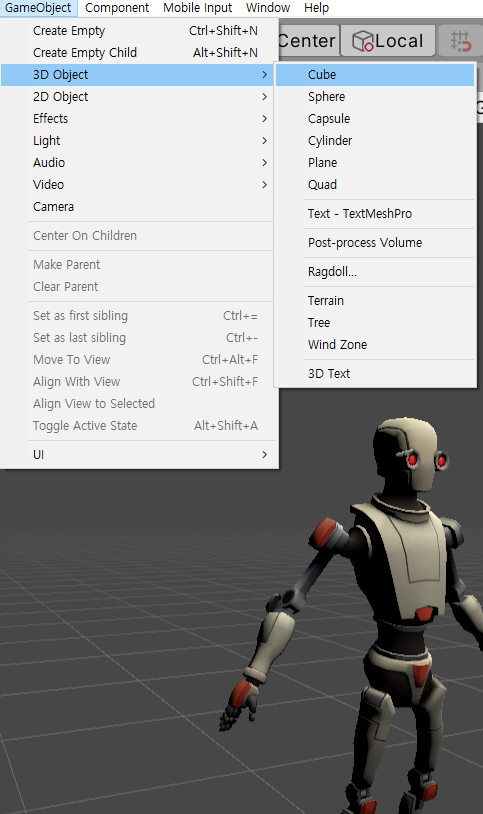 GameObject Component Mobile Input Window Help
Create Empty Ctrl+Shift+N
Create Empty Child Alt+Shift+N
3D Object
2D Object
Effects
Light
Audio
Video
Camera
Center On Children
Make Parent
Clear Parent
Set as first sibling Ctrl+=
Set as last sibling Ctrl+-
Move To View Ctrl+Alt+F
Align With View Ctrl+Shift+F
Align View to Selected
Toggle Active State Alt+Shift+A
UI
Center Local
Cube
Sphere
Capsule
Cylinder
Plane
Quad
Text - TextMeshPro
Post-process Volume
Ragdoll...
Terrain
Tree
Wind Zone
3D Text